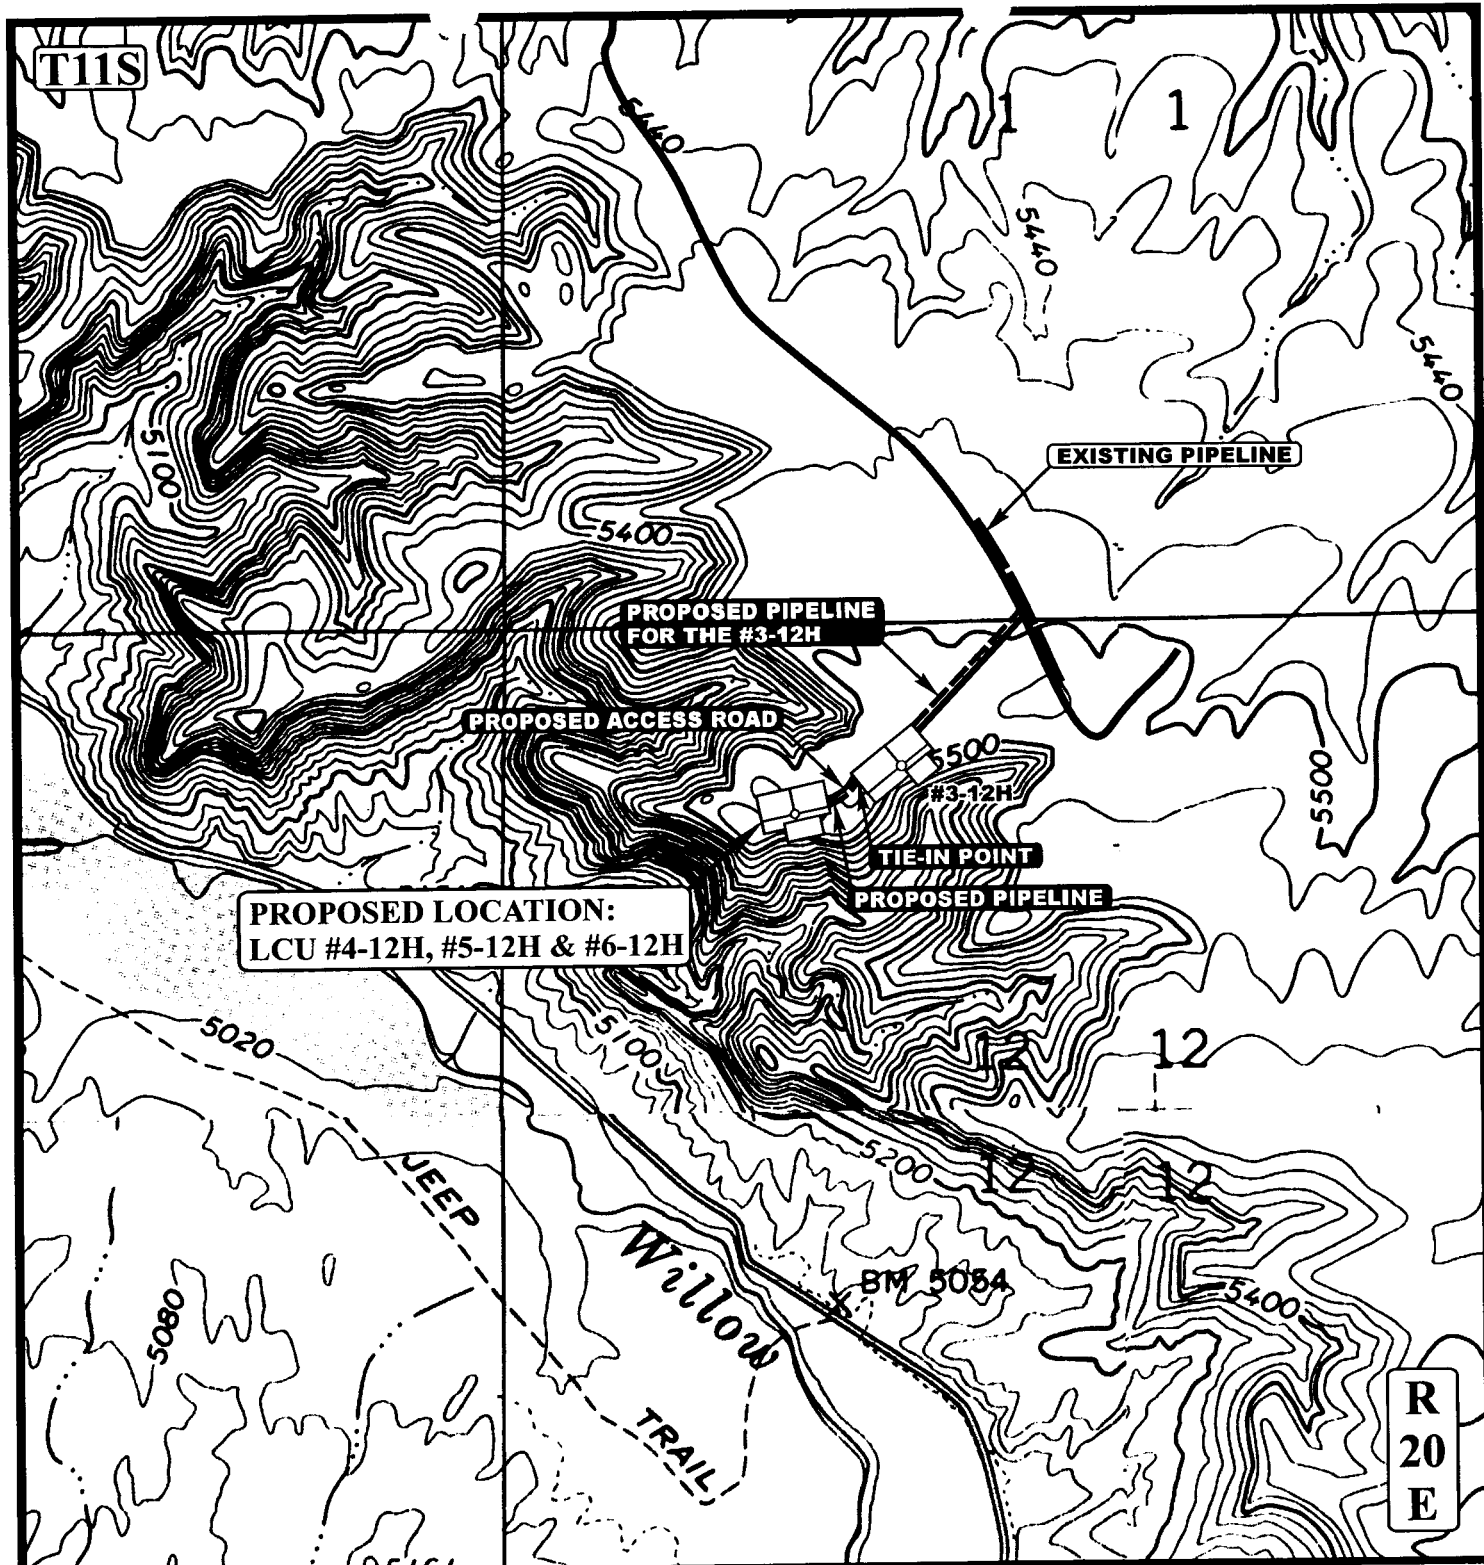 T11S
5440
1
1
5440
5440
5100
EXISTING PIPELINE
5400
PROPOSED PIPELINE
FOR THE #3-12H
PROPOSED ACCESS ROAD
5500
#3-12H
5500
TIE-IN POINT
PROPOSED PIPELINE
PROPOSED LOCATION:
LCU #4-12H, #5-12H & #6-12H
5020
5100
12
12
5200
12
12
JEEP
Willow
BM 5054
5400
5080
TRAIL
R
20
E